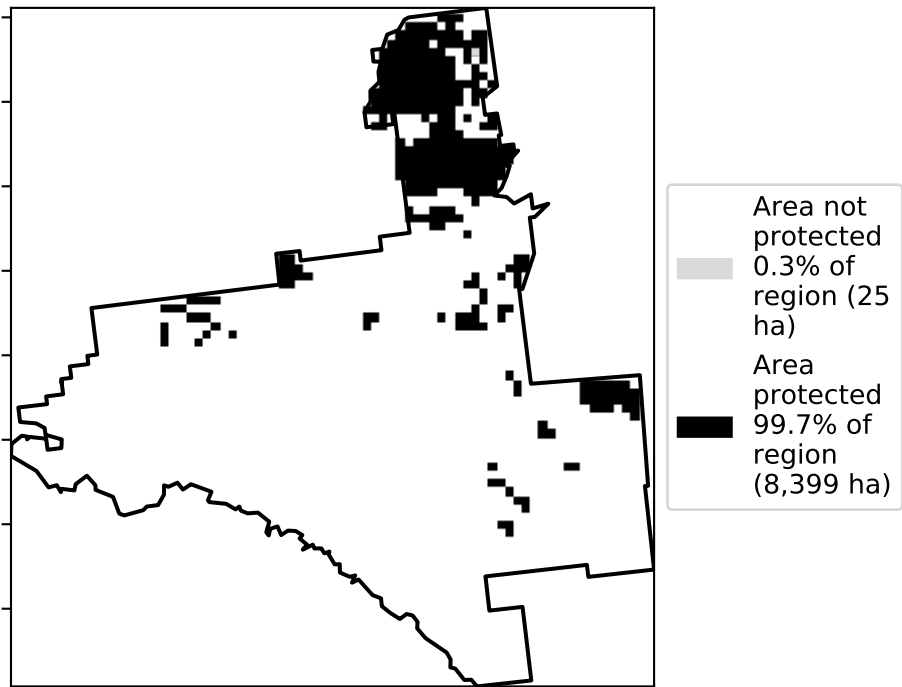 Area not
protected
0.3% of
region (25
ha)
Area
protected
99.7% of
region
(8,399 ha)